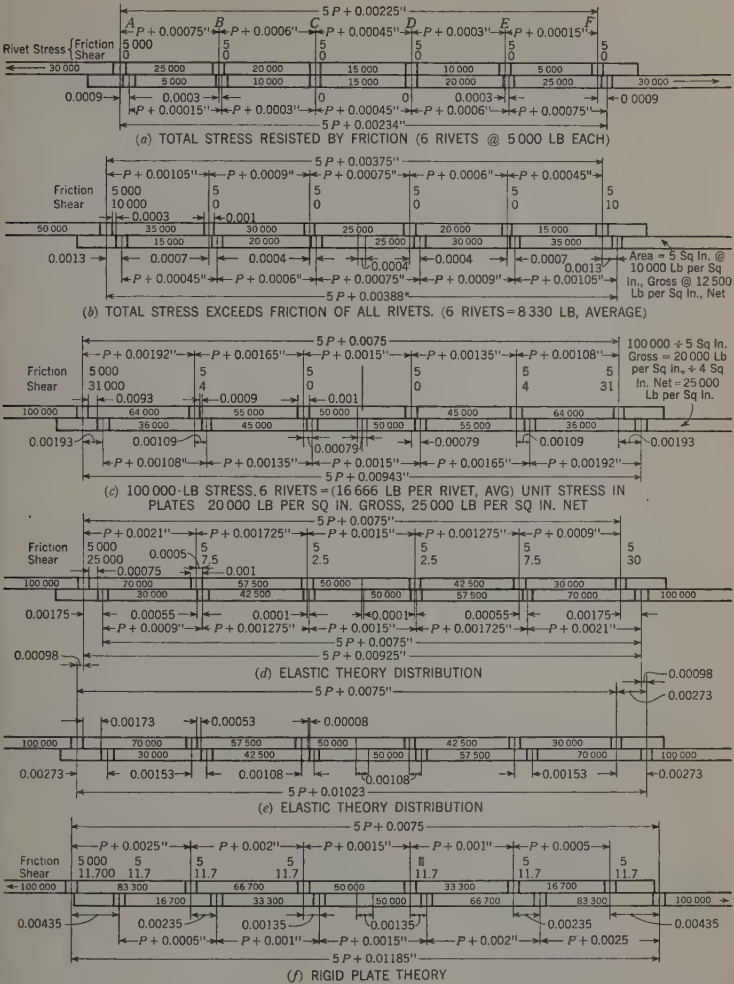 5 P + 0.00225"
A B C D E F
P + 0.00075" P + 0.0006" P + 0.00045" P + 0.0003" P + 0.00015"
Rivet Stress { Friction 5 000 5 5 5 5 5
Shear 0 0 0 0 0 0
30 000 25 000 20 000 15 000 10 000 5 000
5 000 10 000 15 000 20 000 25 000 30 000
0.0009 0.0003 0 0 0.0003 0 0009
P + 0.00015" P + 0.0003" P + 0.00045" P + 0.0006" P + 0.00075"
5 P + 0.00234"
(a) TOTAL STRESS RESISTED BY FRICTION (6 RIVETS @ 5 000 LB EACH)
5 P + 0.00375"
P + 0.00105" P + 0.0009" P + 0.00075" P + 0.0006" P + 0.00045"
Friction 5 000 5 5 5 5 5
Shear 10 000 0 0 0 0 10
0.0003 0.001
50 000 35 000 30 000 25 000 20 000 15 000
15 000 20 000 25 000 30 000 35 000
0.0013 0.0007 0.0004 0.0004 0.0004 0.0007 0.0013
P + 0.00045" P + 0.0006" P + 0.00075" P + 0.0009" P + 0.00105"
5 P + 0.00388"
Area = 5 Sq In. @
10 000 Lb per Sq
In., Gross @ 12 500
Lb per Sq In., Net
(b) TOTAL STRESS EXCEEDS FRICTION OF ALL RIVETS. (6 RIVETS = 8 330 LB, AVERAGE)
5 P + 0.0075
P + 0.00192" P + 0.00165" P + 0.0015" P + 0.00135" P + 0.00108"
100 000 ÷ 5 Sq In.
Gross = 20 000 Lb
per Sq In., ÷ 4 Sq
In. Net = 25 000
Lb per Sq In.
Friction 5 000 5 5 5 5 5
Shear 31 000 4 0 0 4 31
0.0093 0.0009 0.001
100 000 64 000 55 000 50 000 45 000 64 000
36 000 45 000 50 000 55 000 36 000
0.00193 0.00109 0.00079 0.00079 0.00109 0.00193
P + 0.00108" P + 0.00135" P + 0.0015" P + 0.00165" P + 0.00192"
5 P + 0.00943"
(c) 100 000-LB STRESS. 6 RIVETS = (16 666 LB PER RIVET, AVG) UNIT STRESS IN
PLATES 20 000 LB PER SQ IN. GROSS, 25 000 LB PER SQ IN. NET
5 P + 0.0075"
P + 0.0021" P + 0.001725" P + 0.0015" P + 0.001275" P + 0.0009"
Friction 5 000 5 5 5 5 5
Shear 25 000 7.5 2.5 2.5 7.5 30
0.00075 0.0005 0.001
100 000 70 000 57 500 50 000 42 500 30 000
30 000 42 500 50 000 57 500 70 000 100 000
0.00175 0.00055 0.0001 0.0001 0.00055 0.00175
P + 0.0009" P + 0.001275" P + 0.0015" P + 0.001725" P + 0.0021"
5 P + 0.0075"
5 P + 0.00925"
0.00098 0.00098
(d) ELASTIC THEORY DISTRIBUTION
5 P + 0.0075"
0.00273
0.00173 0.00053 0.00008
100 000 70 000 57 500 50 000 42 500 30 000
30 000 42 500 50 000 57 500 70 000 100 000
0.00273 0.00153 0.00108 0.00108 0.00153 0.00273
5 P + 0.01023"
(e) ELASTIC THEORY DISTRIBUTION
5 P + 0.0075
P + 0.0025" P + 0.002" P + 0.0015" P + 0.001" P + 0.0005
Friction 5 000 5 5 5 5 5
Shear 11.700 11.7 11.7 11.7 11.7 11.7 11.7
100 000 83 300 66 700 50 000 33 300 16 700
16 700 33 300 50 000 66 700 83 300 100 000
0.00435 0.00235 0.00135 0.00135 0.00235 0.00435
P + 0.0005" P + 0.001" P + 0.0015" P + 0.002" P + 0.0025
5 P + 0.01185"
(f) RIGID PLATE THEORY